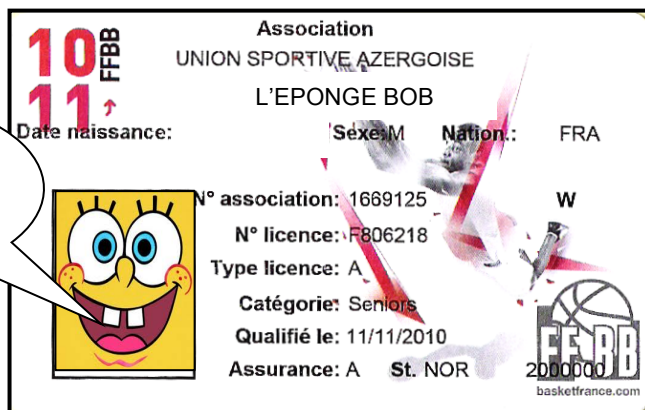 10
11
FFBB
Association
UNION SPORTIVE AZERGOISE
L'EPONGE BOB
Date naissance: Sexe: M Nation.: FRA
N° association: 1669125 W
N° licence: F806218
Type licence: A
Catégorie: Seniors
Qualifié le: 11/11/2010
Assurance: A St. NOR 2000000
FFBB
basketfrance.com